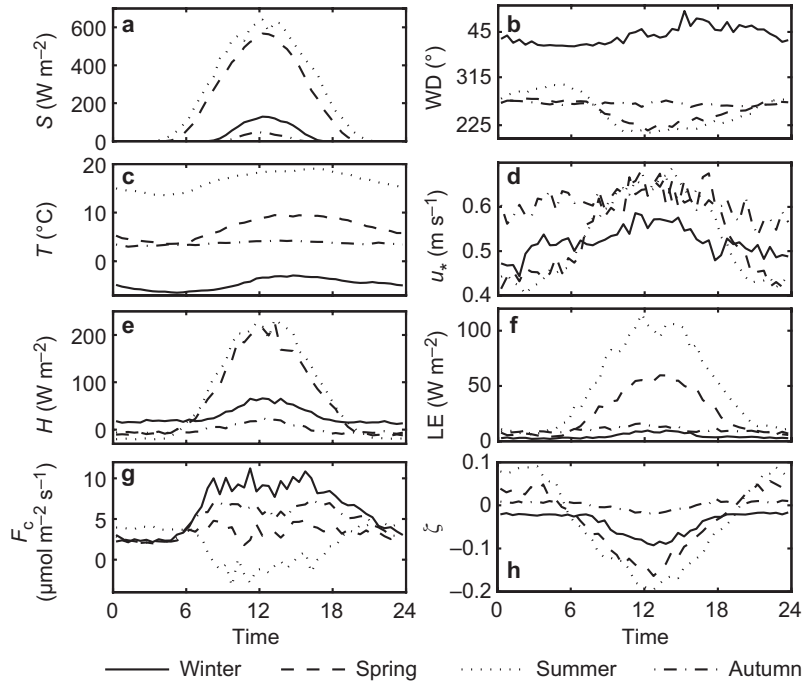 a
S (W m−2)
600
400
200
0
b
WD (°)
45
315
225
c
T (°C)
20
10
0
d
u* (m s−1)
0.6
0.5
0.4
e
H (W m−2)
200
100
0
f
LE (W m−2)
100
50
0
g
Fc
(µmol m−2 s−1)
10
5
0
0 6 12 18 24
Time
h
ζ
0.1
0
−0.1
−0.2
0 6 12 18 24
Time
Winter Spring Summer Autumn